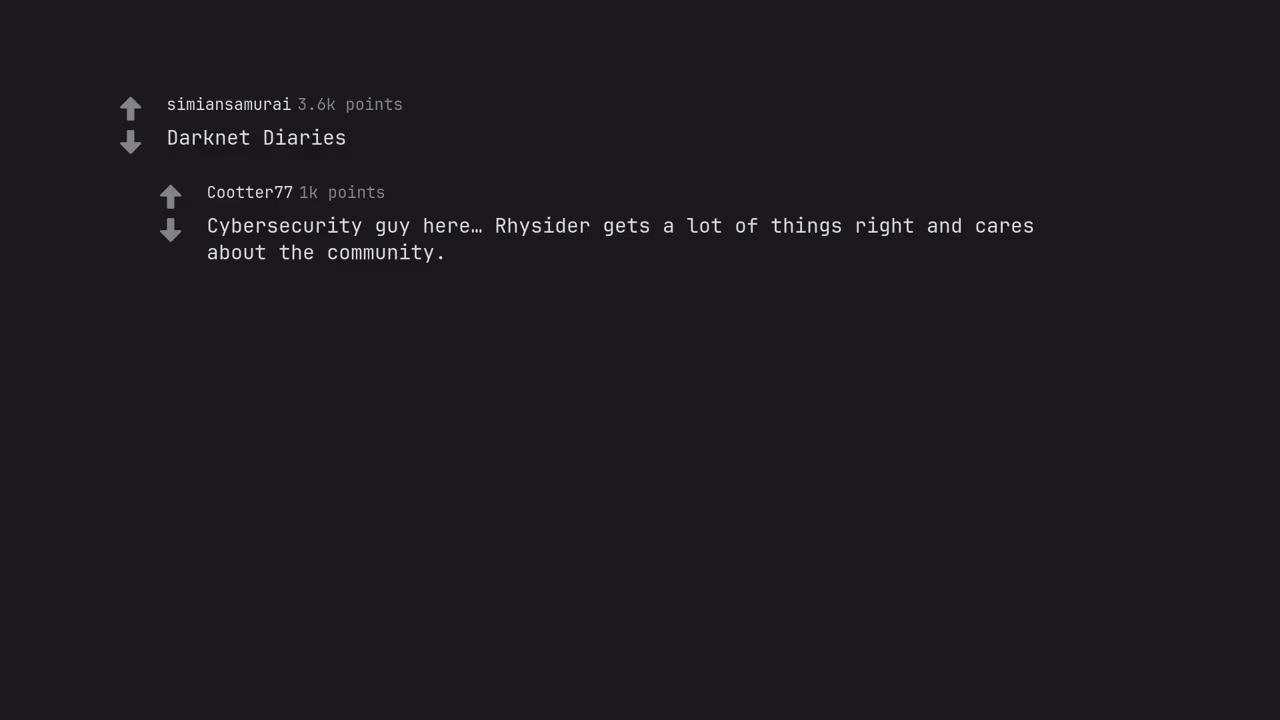 simiansamurai 3.6k points
Darknet Diaries
Cootter77 1k points
Cybersecurity guy here… Rhysider gets a lot of things right and cares
about the community.